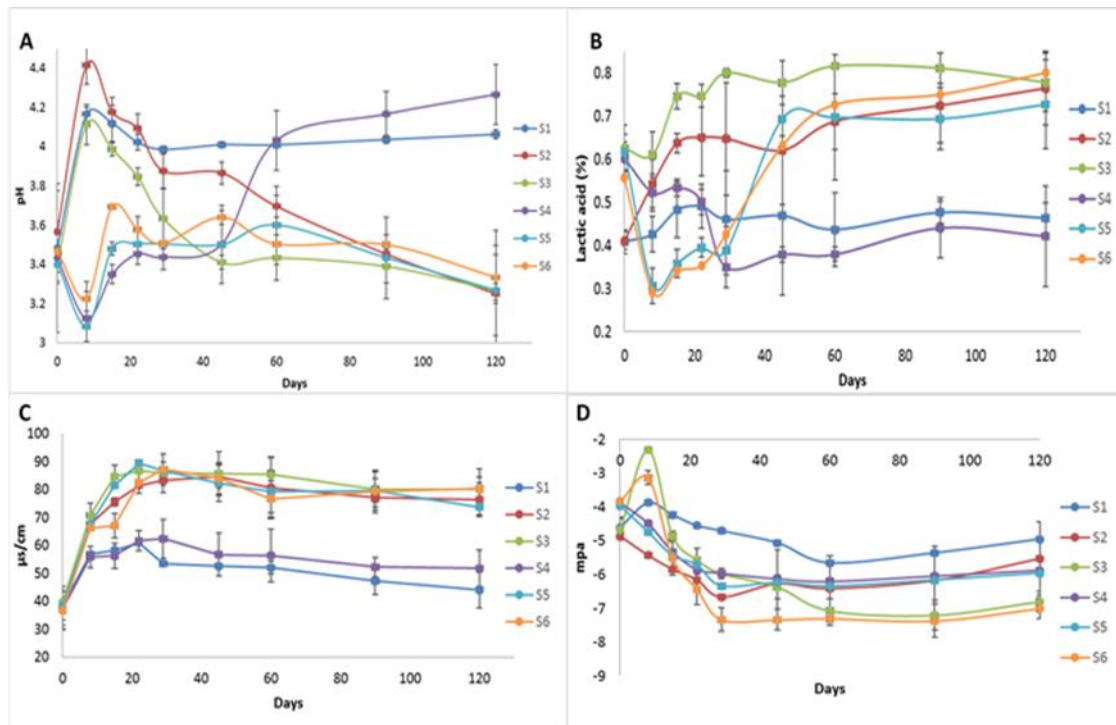 A
pH
4.4
4.2
4
3.8
3.6
3.4
3.2
3
0 20 40 60 80 100 120
Days
S1
S2
S3
S4
S5
S6
B
Lactic acid (%)
0.8
0.7
0.6
0.5
0.4
0.3
0.2
0 20 40 60 80 100 120
Days
S1
S2
S3
S4
S5
S6
C
µs/cm
100
90
80
70
60
50
40
30
20
0 20 40 60 80 100 120
Days
S1
S2
S3
S4
S5
S6
D
mpa
-2
-3
-4
-5
-6
-7
-8
-9
0 20 40 60 80 100 120
Days
S1
S2
S3
S4
S5
S6